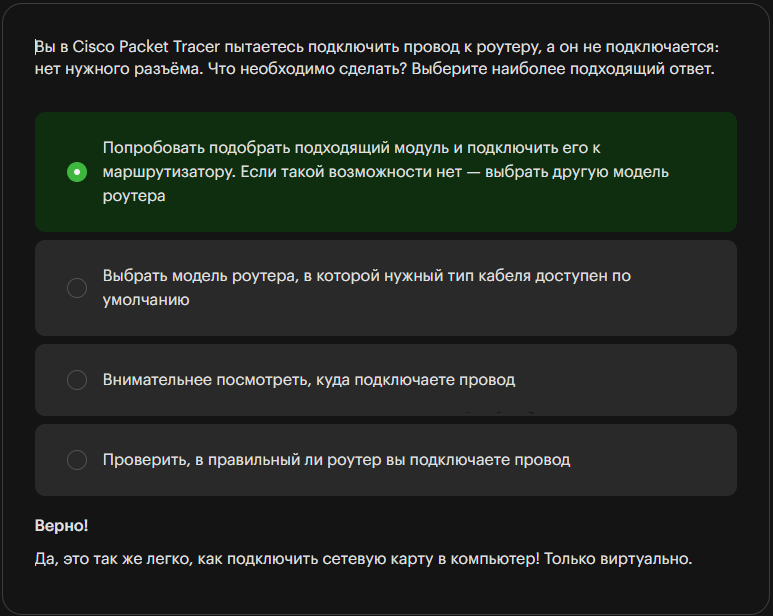 Вы в Cisco Packet Tracer пытаетесь подключить провод к роутеру, а он не подключается:
нет нужного разъёма. Что необходимо сделать? Выберите наиболее подходящий ответ.
Попробовать подобрать подходящий модуль и подключить его к
маршрутизатору. Если такой возможности нет — выбрать другую модель
роутера
Выбрать модель роутера, в которой нужный тип кабеля доступен по
умолчанию
Внимательнее посмотреть, куда подключаете провод
Проверить, в правильный ли роутер вы подключаете провод
Верно!
Да, это так же легко, как подключить сетевую карту в компьютер! Только виртуально.